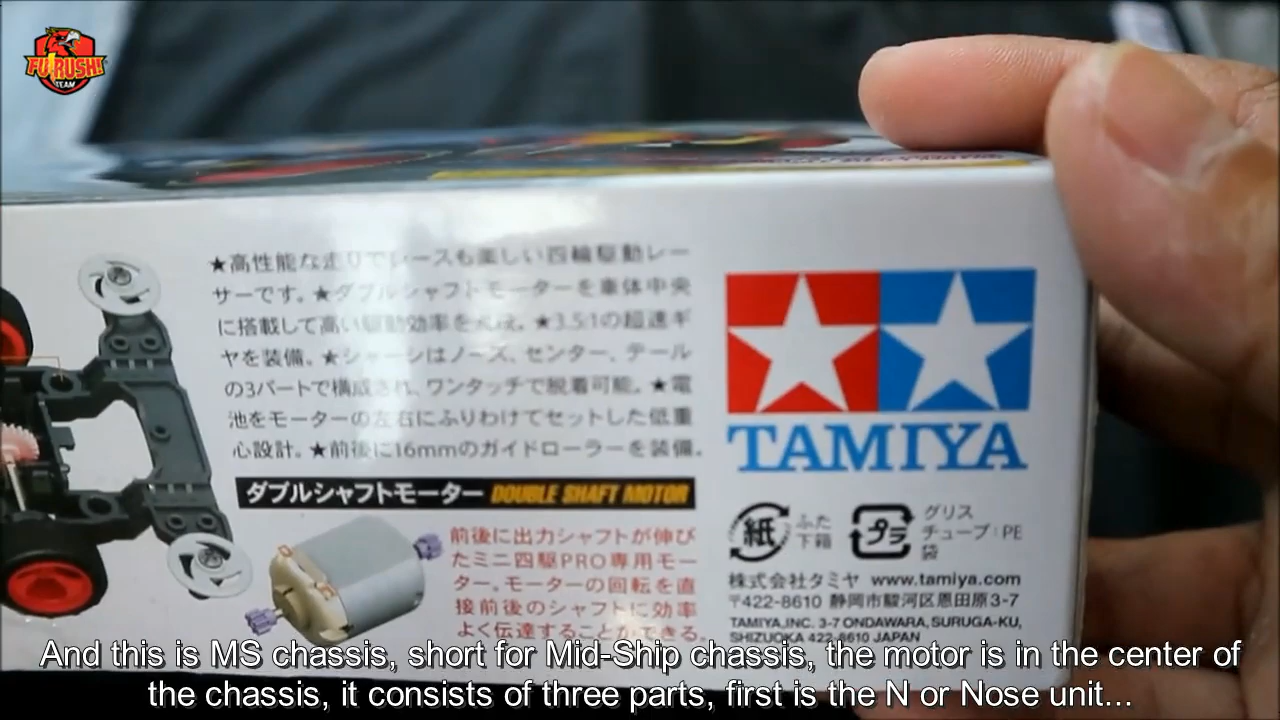 FURUSH!
TEAM
★高性能な走りでレースも楽しい四輪駆動レー
サーです。★ダブルシャフトモーターを車体中央
に搭載して高い駆動効率を実現。★3.5:1の超速ギ
ヤを装備。★シャーシはノーズ、センター、テール
の3パートで構成され、ワンタッチで脱着可能。★電
池をモーターの左右にふりわけてセットした低重
心設計。★前後に16mmのガイドローラーを装備。
ダブルシャフトモーター DOUBLE SHAFT MOTOR
前後に出力シャフトが伸び
たミニ四駆PRO専用モー
ター。モーターの回転を直
接前後のシャフトに効率
よく伝達することができる。
TAMIYA
紙 ふた
下箱
プラ グリス
チューブ:PE
袋
株式会社タミヤ www.tamiya.com
〒422-8610 静岡市駿河区恩田原3-7
TAMIYA,INC. 3-7 ONDAWARA, SURUGA-KU,
SHIZUOKA 422-8610 JAPAN
And this is MS chassis, short for Mid-Ship chassis, the motor is in the center of
the chassis, it consists of three parts, first is the N or Nose unit...